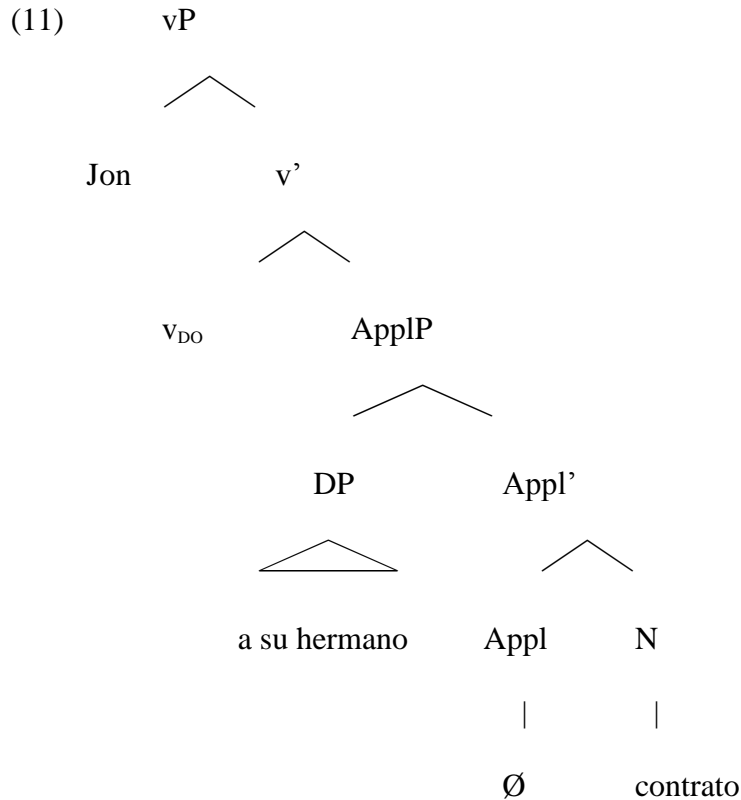 (11) vP
Jon v’
vDO ApplP
DP Appl’
a su hermano Appl N
Ø contrato